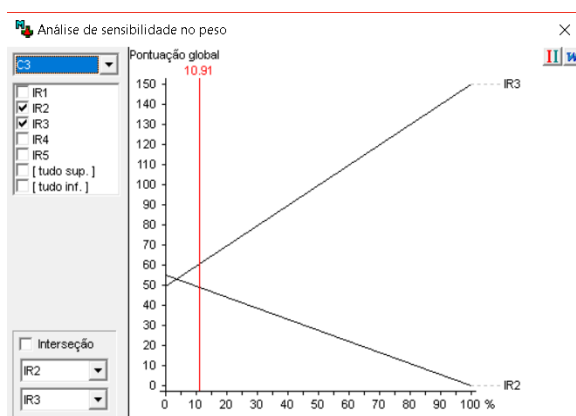 Análise de sensibilidade no peso
C3
IR1
IR2
IR3
IR4
IR5
[ tudo sup. ]
[ tudo inf. ]
Interseção
IR2
IR3
Pontuação global
10.91
150
140
130
120
110
100
90
80
70
60
50
40
30
20
10
0
0 10 20 30 40 50 60 70 80 90 100 %
IR3
IR2